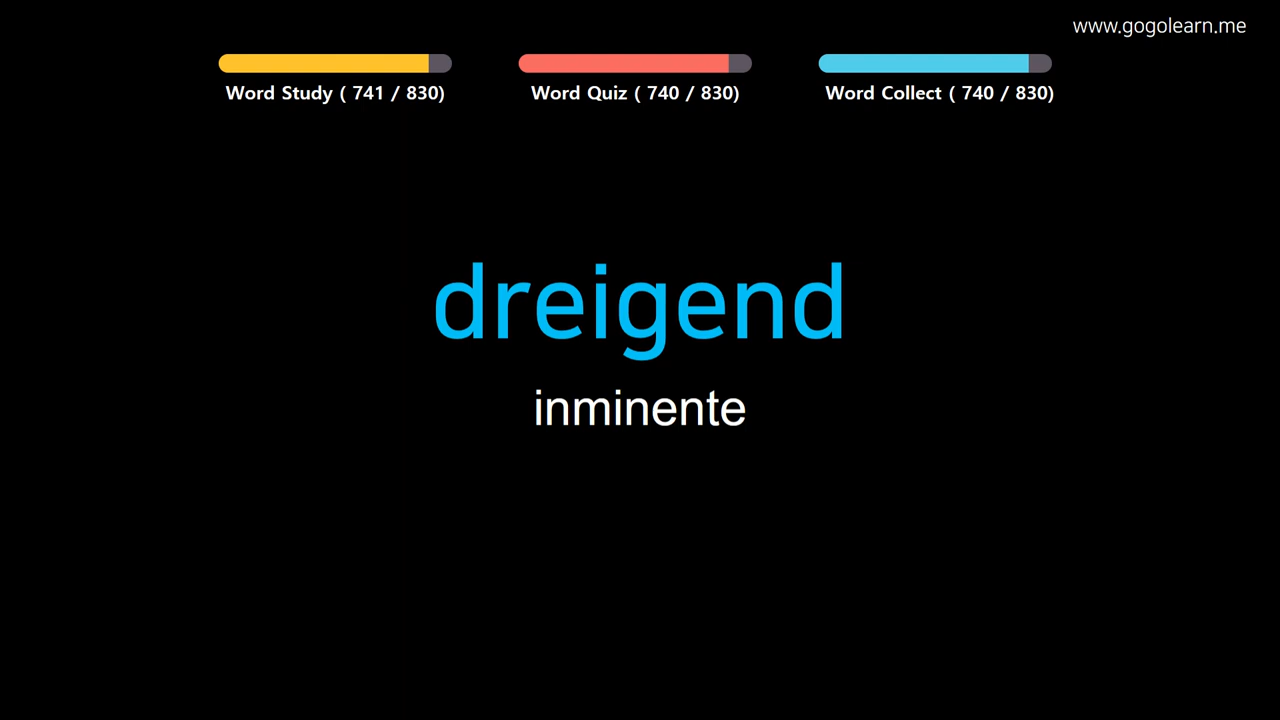 www.gogolearn.me
Word Study ( 741 / 830)
Word Quiz ( 740 / 830)
Word Collect ( 740 / 830)
dreigend
inminente